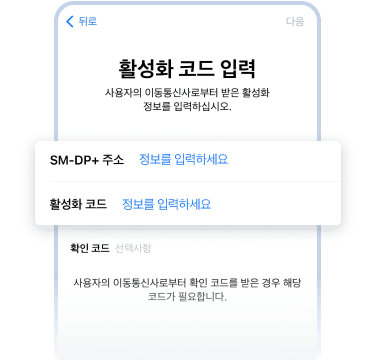 뒤로 다음
활성화 코드 입력
사용자의 이동통신사로부터 받은 활성화
정보를 입력하십시오.
SM-DP+ 주소 정보를 입력하세요
활성화 코드 정보를 입력하세요
확인 코드 선택사항
사용자의 이동통신사로부터 확인 코드를 받은 경우 해당
코드가 필요합니다.